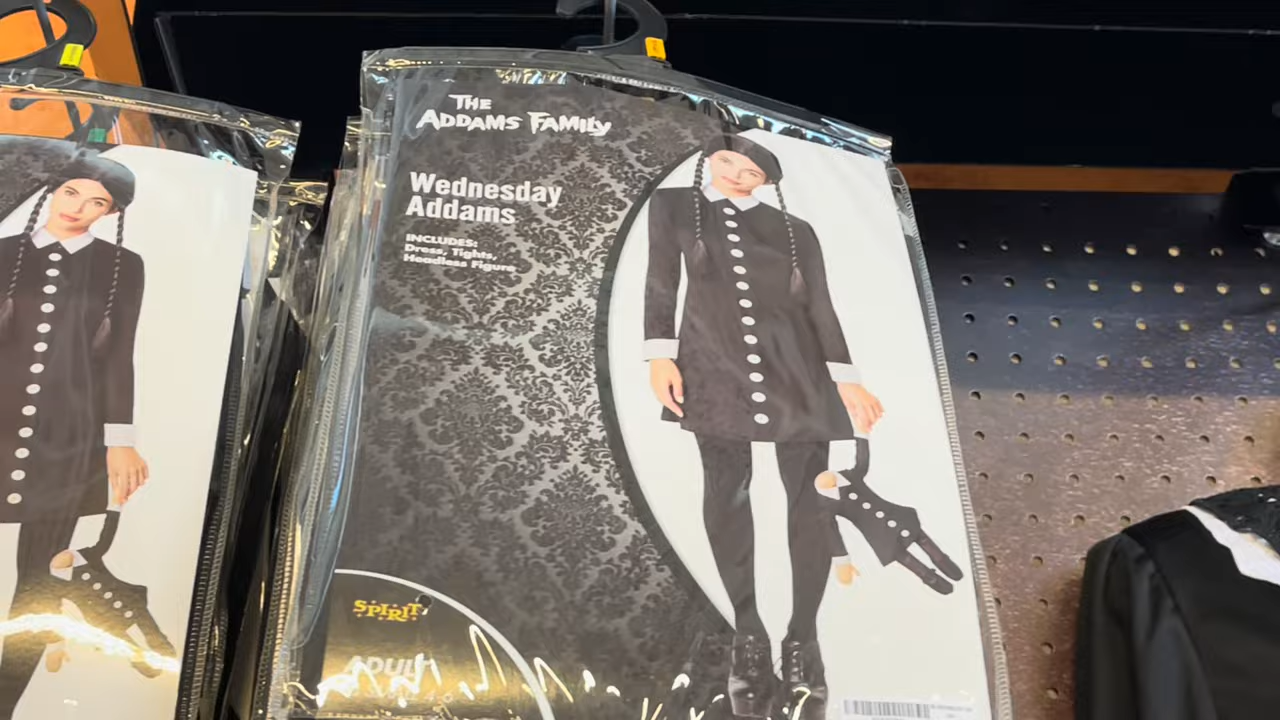 THE
ADDAMS FAMILY
Wednesday
Addams
INCLUDES:
Dress, Tights,
Headless Figure
SPIRIT
ADULT